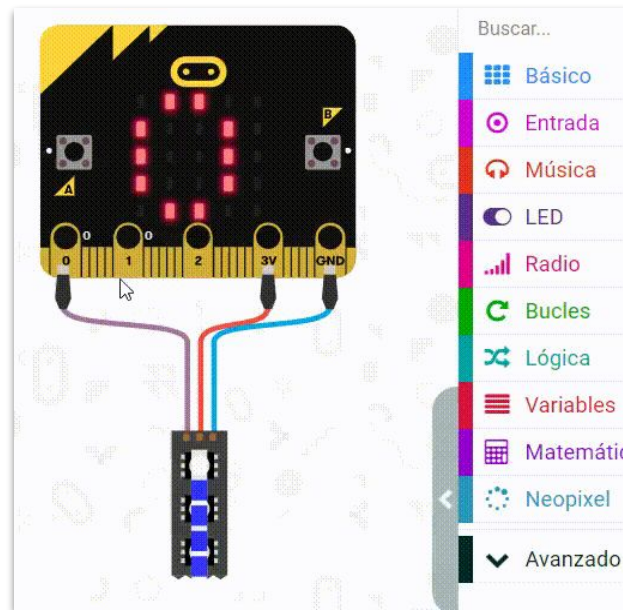 Buscar...
Básico
Entrada
Música
LED
Radio
Bucles
Lógica
Variables
Matemátic
Neopixel
Avanzado
A
B
0
0
0 1 2 3V GND